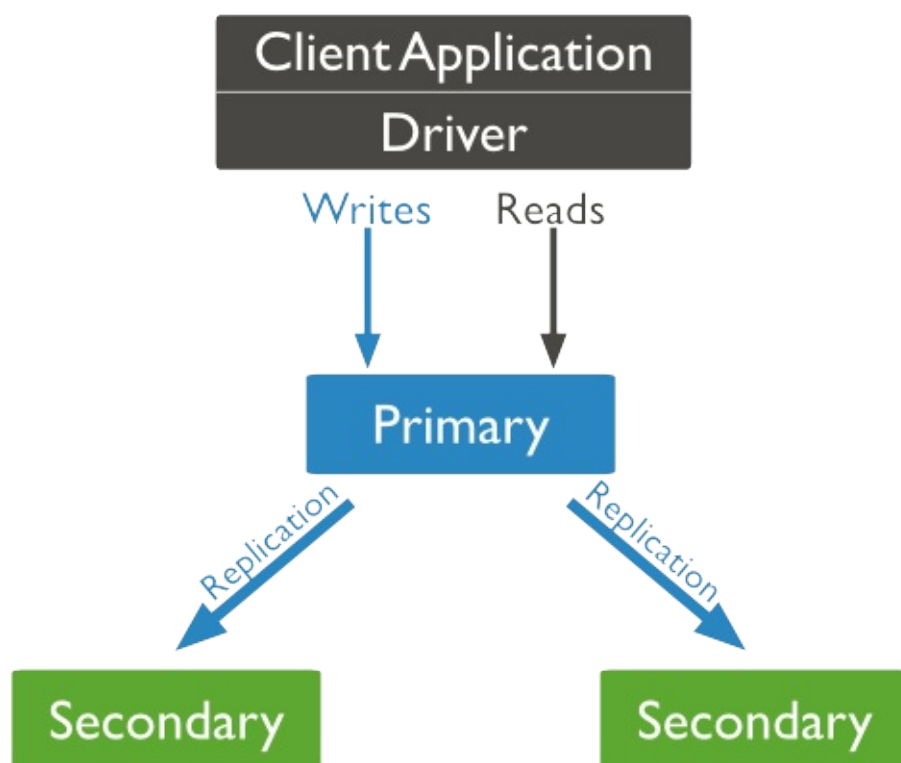 Client Application
Driver
Writes Reads
Primary
Replication Replication
Secondary Secondary